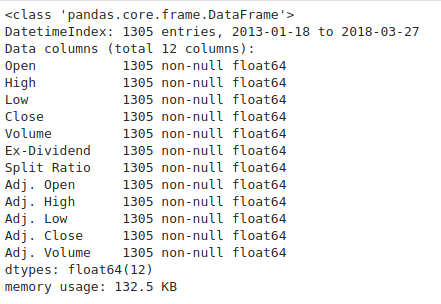 <class 'pandas.core.frame.DataFrame'>
DatetimeIndex: 1305 entries, 2013-01-18 to 2018-03-27
Data columns (total 12 columns):
Open           1305 non-null float64
High           1305 non-null float64
Low            1305 non-null float64
Close          1305 non-null float64
Volume         1305 non-null float64
Ex-Dividend    1305 non-null float64
Split Ratio    1305 non-null float64
Adj. Open      1305 non-null float64
Adj. High      1305 non-null float64
Adj. Low       1305 non-null float64
Adj. Close     1305 non-null float64
Adj. Volume    1305 non-null float64
dtypes: float64(12)
memory usage: 132.5 KB